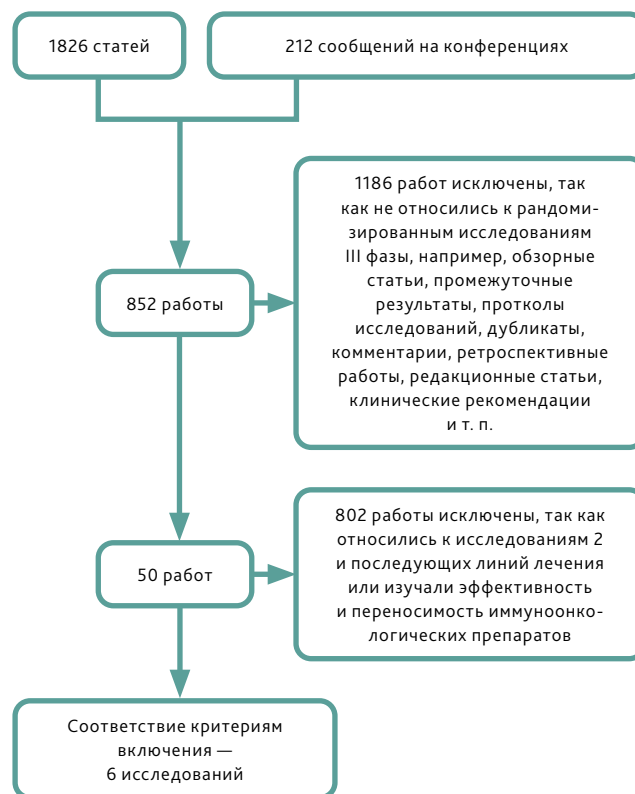 1826 статей
212 сообщений на конференциях
1186 работ исключены, так
как не относились к рандоми-
зированным исследованиям
III фазы, например, обзорные
статьи, промежуточные
результаты, протколы
исследований, дубликаты,
комментарии, ретроспективные
работы, редакционные статьи,
клинические рекомендации
и т. п.
852 работы
802 работы исключены, так как
относились к исследованиям 2
и последующих линий лечения
или изучали эффективность
и переносимость иммуноонко-
логических препаратов
50 работ
Соответствие критериям
включения —
6 исследований